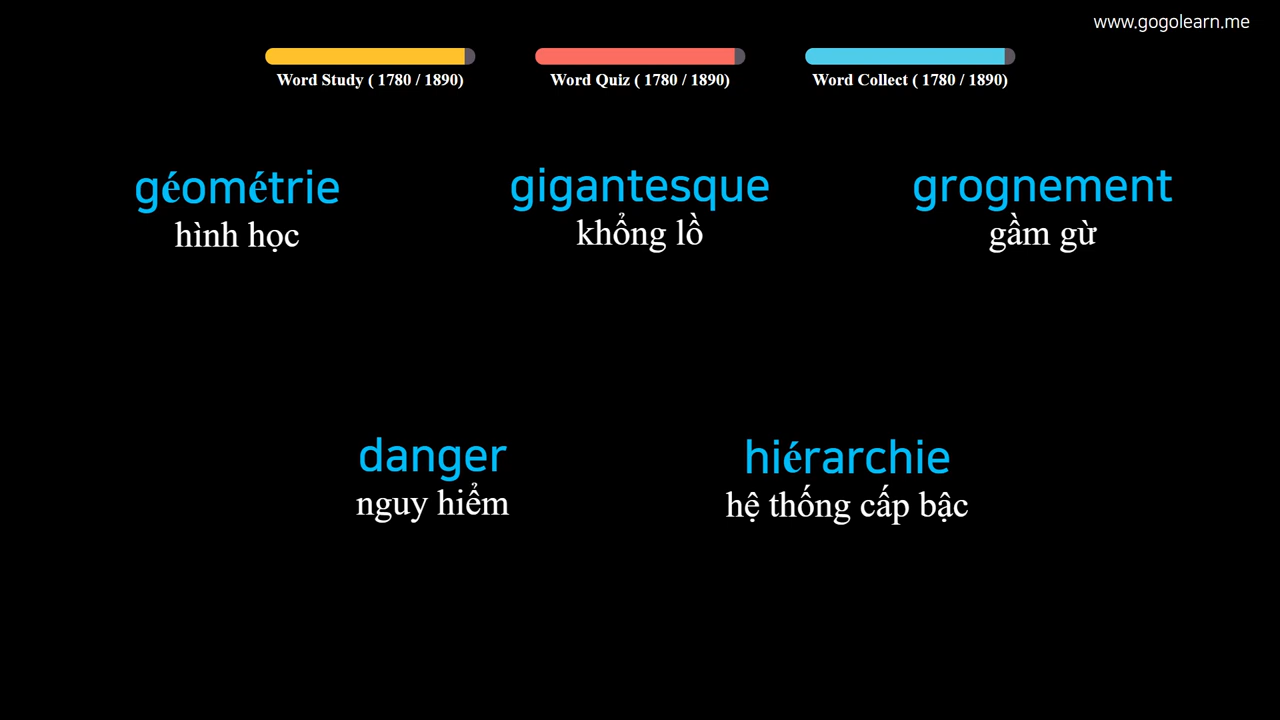 www.gogolearn.me
Word Study ( 1780 / 1890)
Word Quiz ( 1780 / 1890)
Word Collect ( 1780 / 1890)
géométrie
hình học
gigantesque
khổng lồ
grognement
gầm gừ
danger
nguy hiểm
hiérarchie
hệ thống cấp bậc